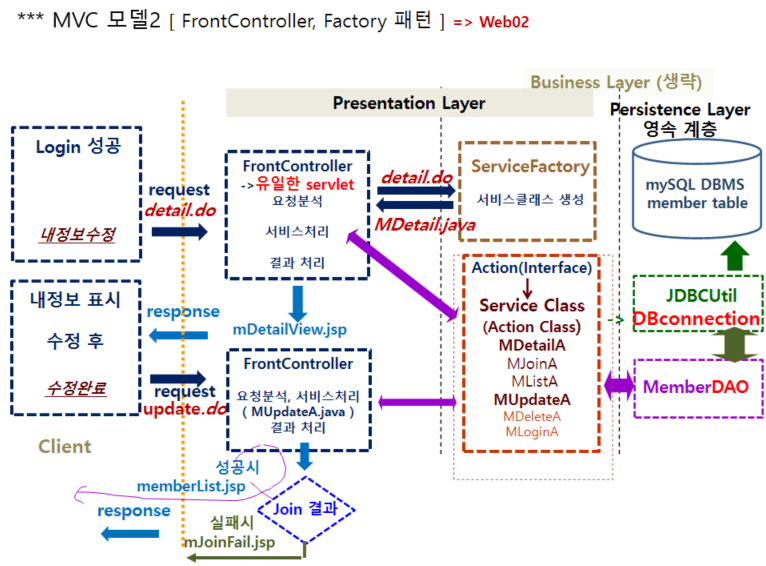 *** MVC 모델2 [ FrontController, Factory 패턴 ] => Web02
Business Layer (생략)
Presentation Layer
Persistence Layer
영속 계층
Login 성공
내정보수정
request
detail.do
FrontController
->유일한 servlet
요청분석
서비스처리
결과 처리
detail.do
MDetail.java
ServiceFactory
서비스클래스 생성
mySQL DBMS
member table
내정보 표시
수정 후
수정완료
response
mDetailView.jsp
request
update.do
FrontController
요청분석, 서비스처리
( MUpdateA.java )
결과 처리
Action(Interface)
Service Class
(Action Class)
MDetailA
MJoinA
MListA
MUpdateA
MDeleteA
MLoginA
->
JDBCUtil
DBconnection
MemberDAO
Client
성공시
memberList.jsp
response
Join 결과
실패시
mJoinFail.jsp